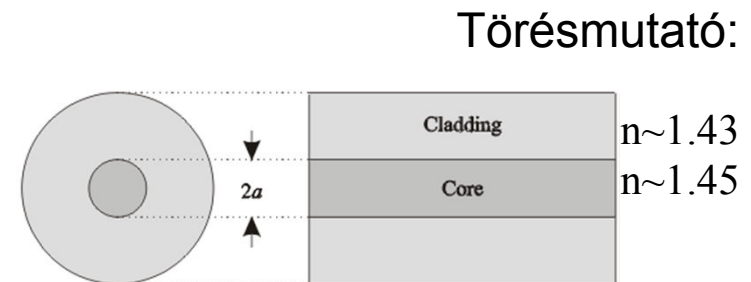 Törésmutató:
Cladding
n~1.43
2a
Core
n~1.45